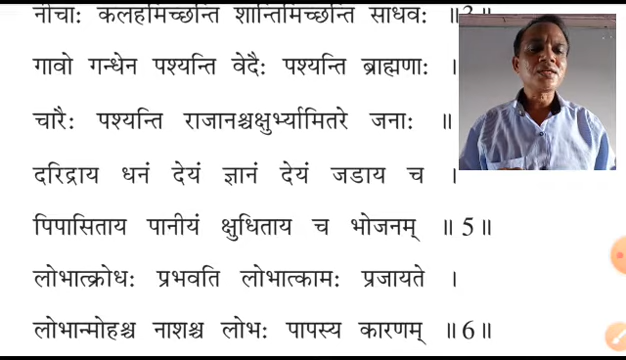 नीचाः कलहमिच्छन्ति शान्तिमिच्छन्ति साधवः ॥3॥
गावो गन्धेन पश्यन्ति वेदैः पश्यन्ति ब्राह्मणाः ।
चारैः पश्यन्ति राजानश्चक्षुर्भ्यामितरे जनाः ॥
दरिद्राय धनं देयं ज्ञानं देयं जडाय च ।
पिपासिताय पानीयं क्षुधिताय च भोजनम् ॥5॥
लोभात्क्रोधः प्रभवति लोभात्कामः प्रजायते ।
लोभान्मोहश्च नाशश्च लोभः पापस्य कारणम् ॥6॥